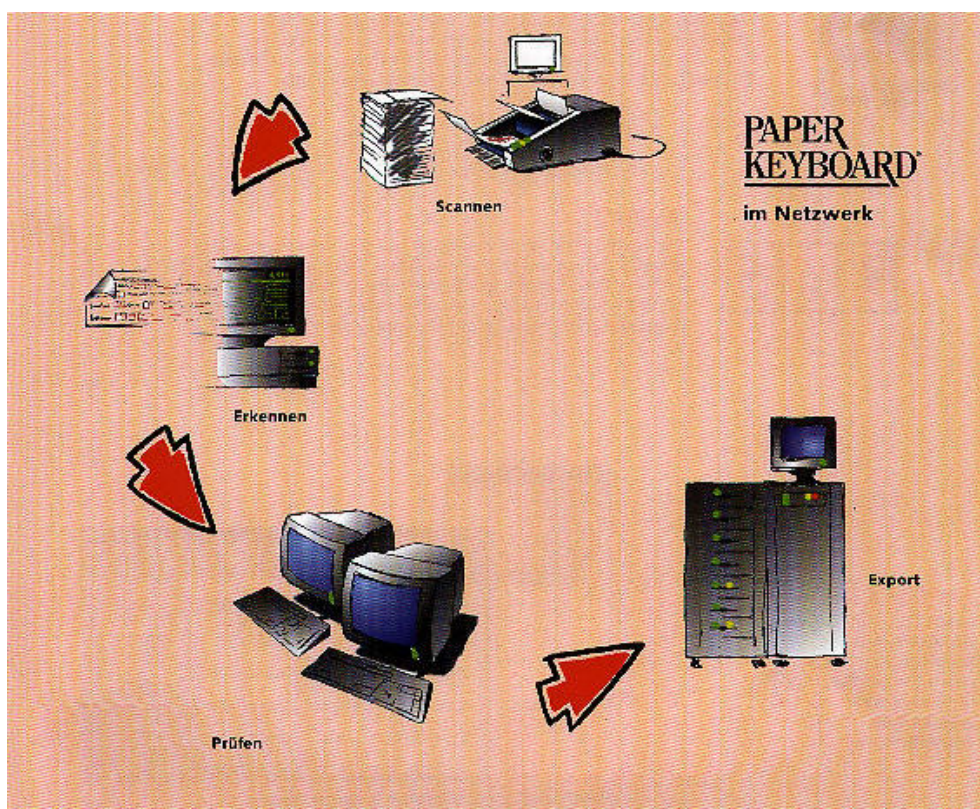 Scannen
PAPER
KEYBOARD®
im Netzwerk
Erkennen
Export
Prüfen